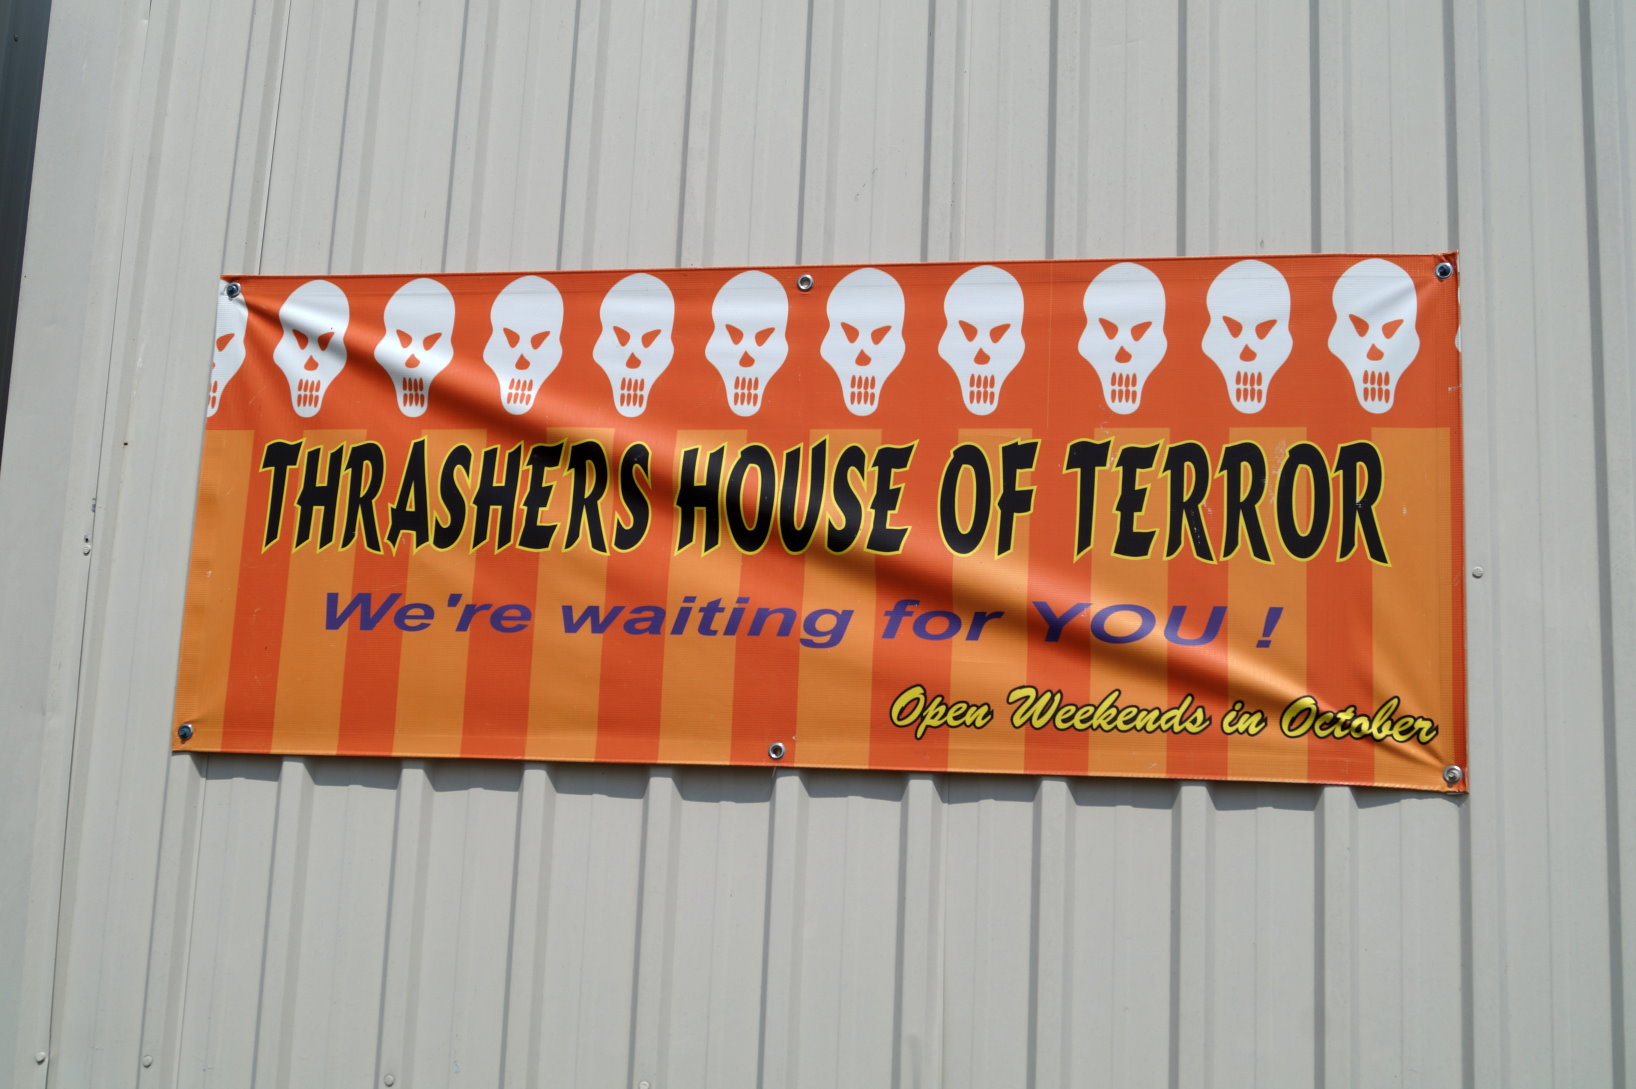 THRASHERS HOUSE OF TERROR
We're waiting for YOU !
Open Weekends in October